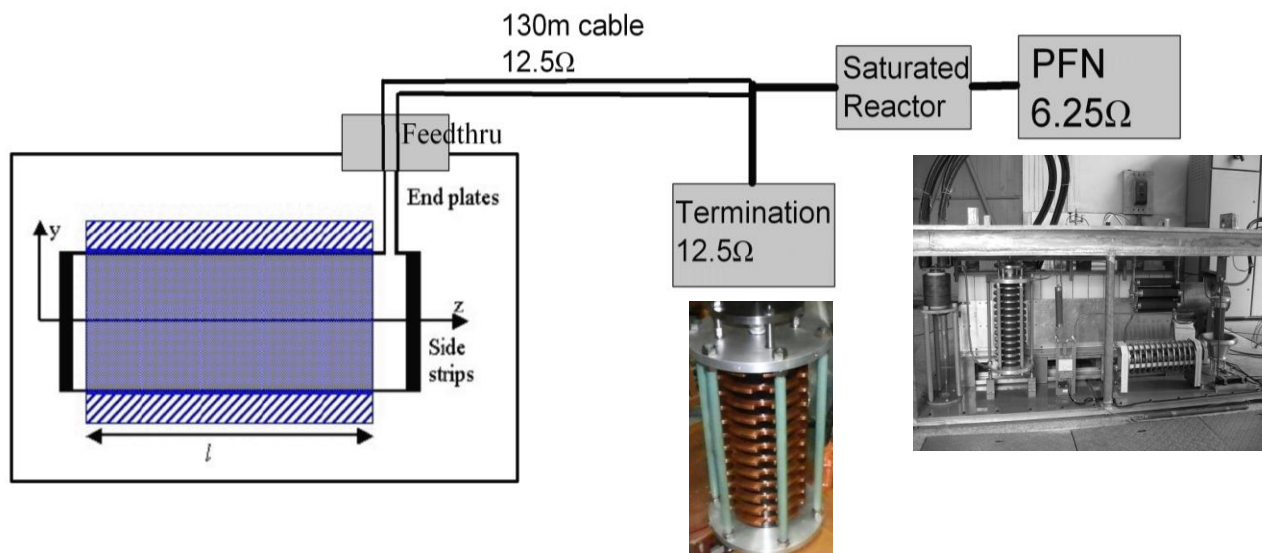 130m cable
12.5Ω
Saturated
Reactor
PFN
6.25Ω
Feedthru
End plates
Termination
12.5Ω
y
z
Side
strips
l